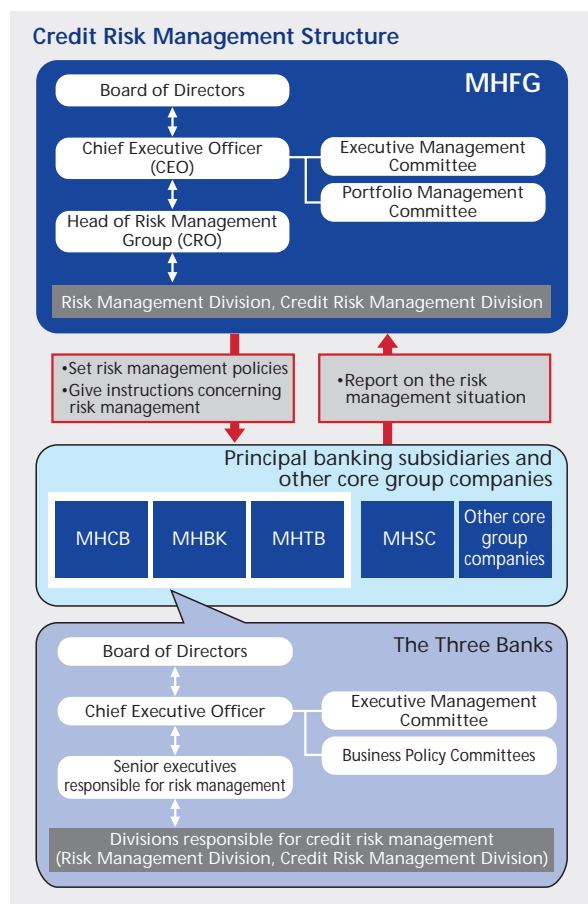 Credit Risk Management Structure
MHFG
Board of Directors
Chief Executive Officer
(CEO)
Executive Management
Committee
Portfolio Management
Committee
Head of Risk Management
Group (CRO)
Risk Management Division, Credit Risk Management Division
•Set risk management policies
•Give instructions concerning
risk management
•Report on the risk
management situation
Principal banking subsidiaries and
other core group companies
MHCB
MHBK
MHTB
MHSC
Other core
group
companies
The Three Banks
Board of Directors
Chief Executive Officer
Executive Management
Committee
Business Policy Committees
Senior executives
responsible for risk management
Divisions responsible for credit risk management
(Risk Management Division, Credit Risk Management Division)